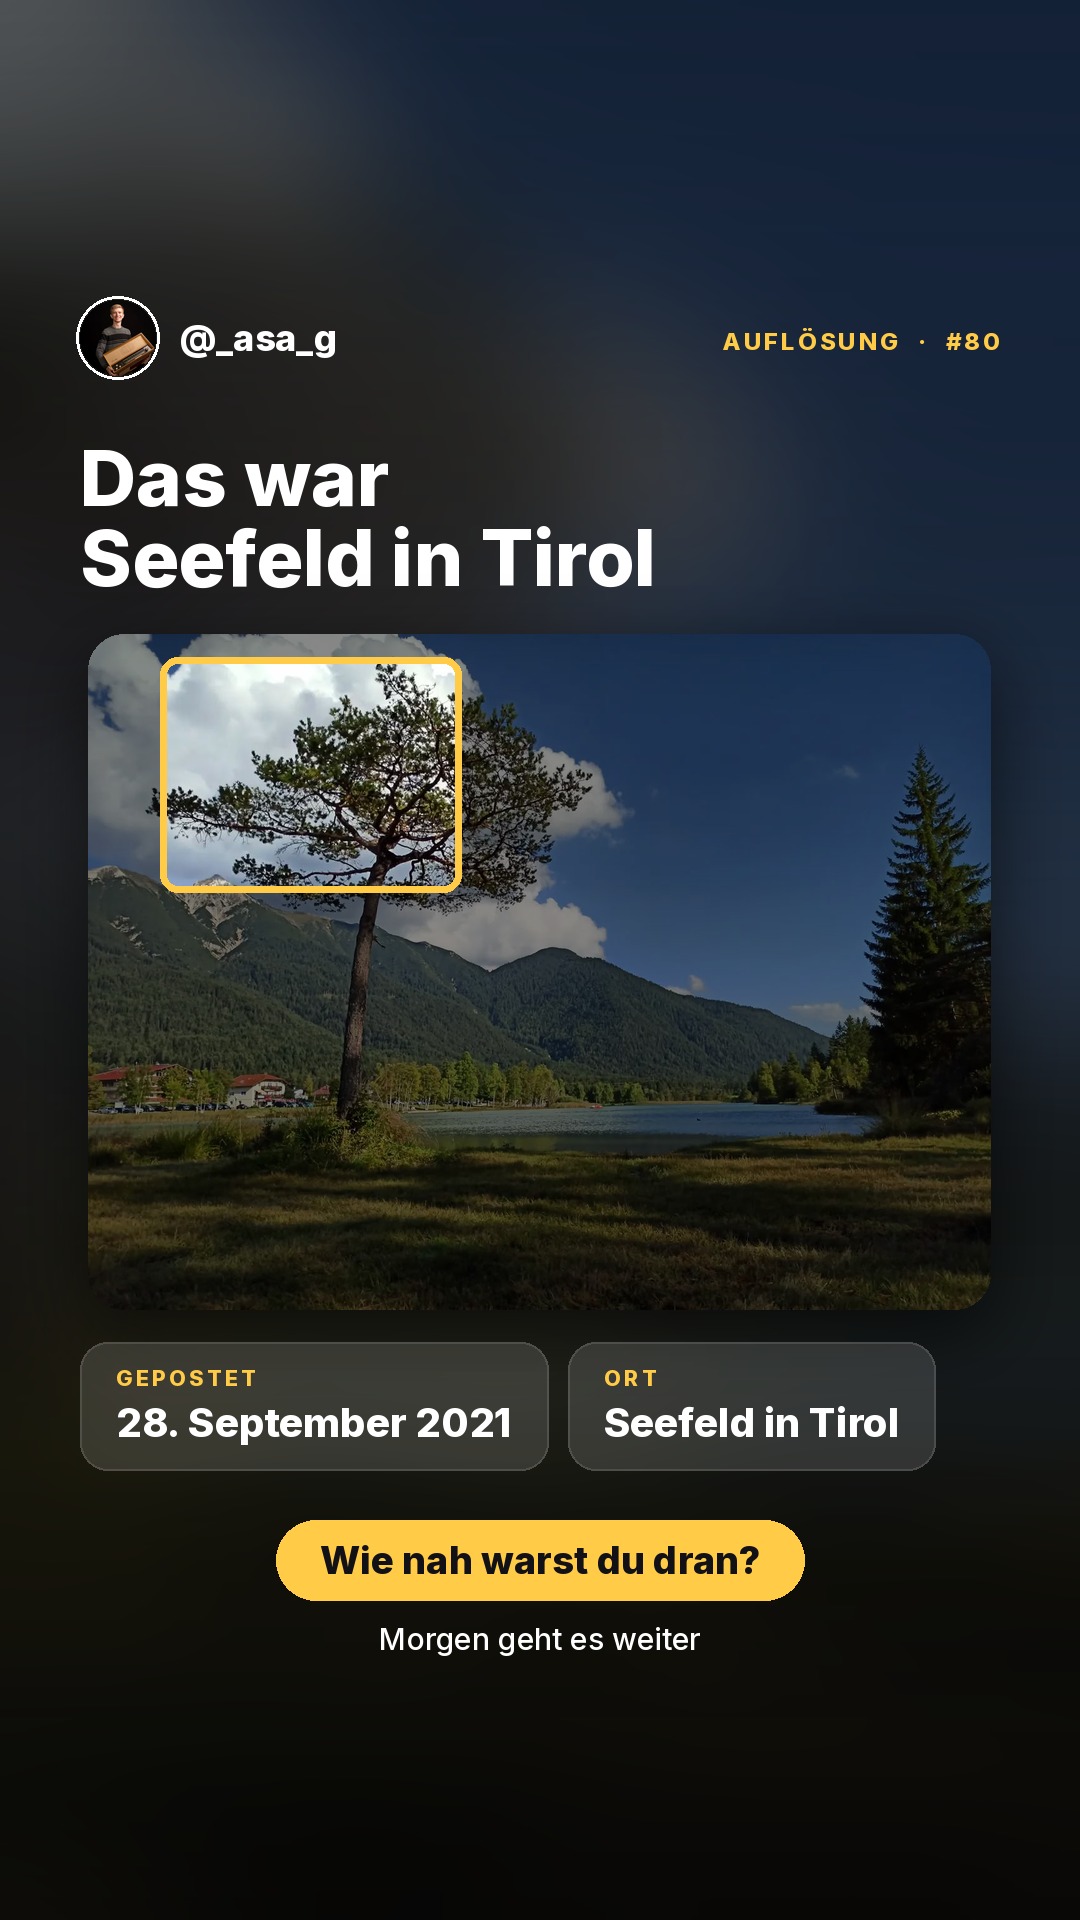 @_asa_g
AUFLÖSUNG · #80
Das war
Seefeld in Tirol
GEPOSTET
28. September 2021
ORT
Seefeld in Tirol
Wie nah warst du dran?
Morgen geht es weiter